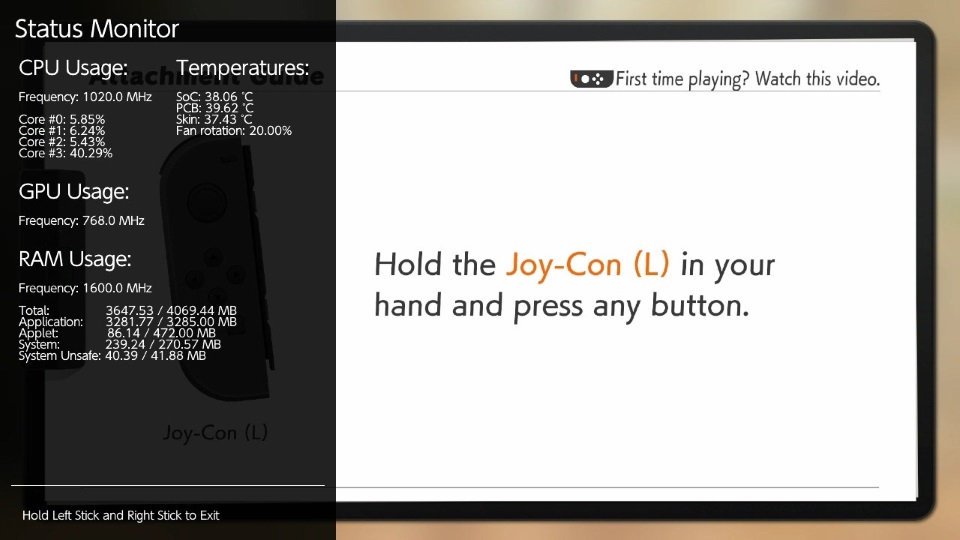 Status Monitor
CPU Usage:
Frequency: 1020.0 MHz
Core #0: 5.85%
Core #1: 6.24%
Core #2: 5.43%
Core #3: 40.29%
Temperatures:
SoC: 38.06 °C
PCB: 39.62 °C
Skin: 37.43 °C
Fan rotation: 20.00%
GPU Usage:
Frequency: 768.0 MHz
RAM Usage:
Frequency: 1600.0 MHz
Total: 3647.53 / 4069.44 MB
Application: 3281.77 / 3285.00 MB
Applet: 86.14 / 472.00 MB
System: 239.24 / 270.57 MB
System Unsafe: 40.39 / 41.88 MB
Hold Left Stick and Right Stick to Exit
Attachment Guide
First time playing? Watch this video.
Hold the Joy-Con (L) in your
hand and press any button.
Joy-Con (L)